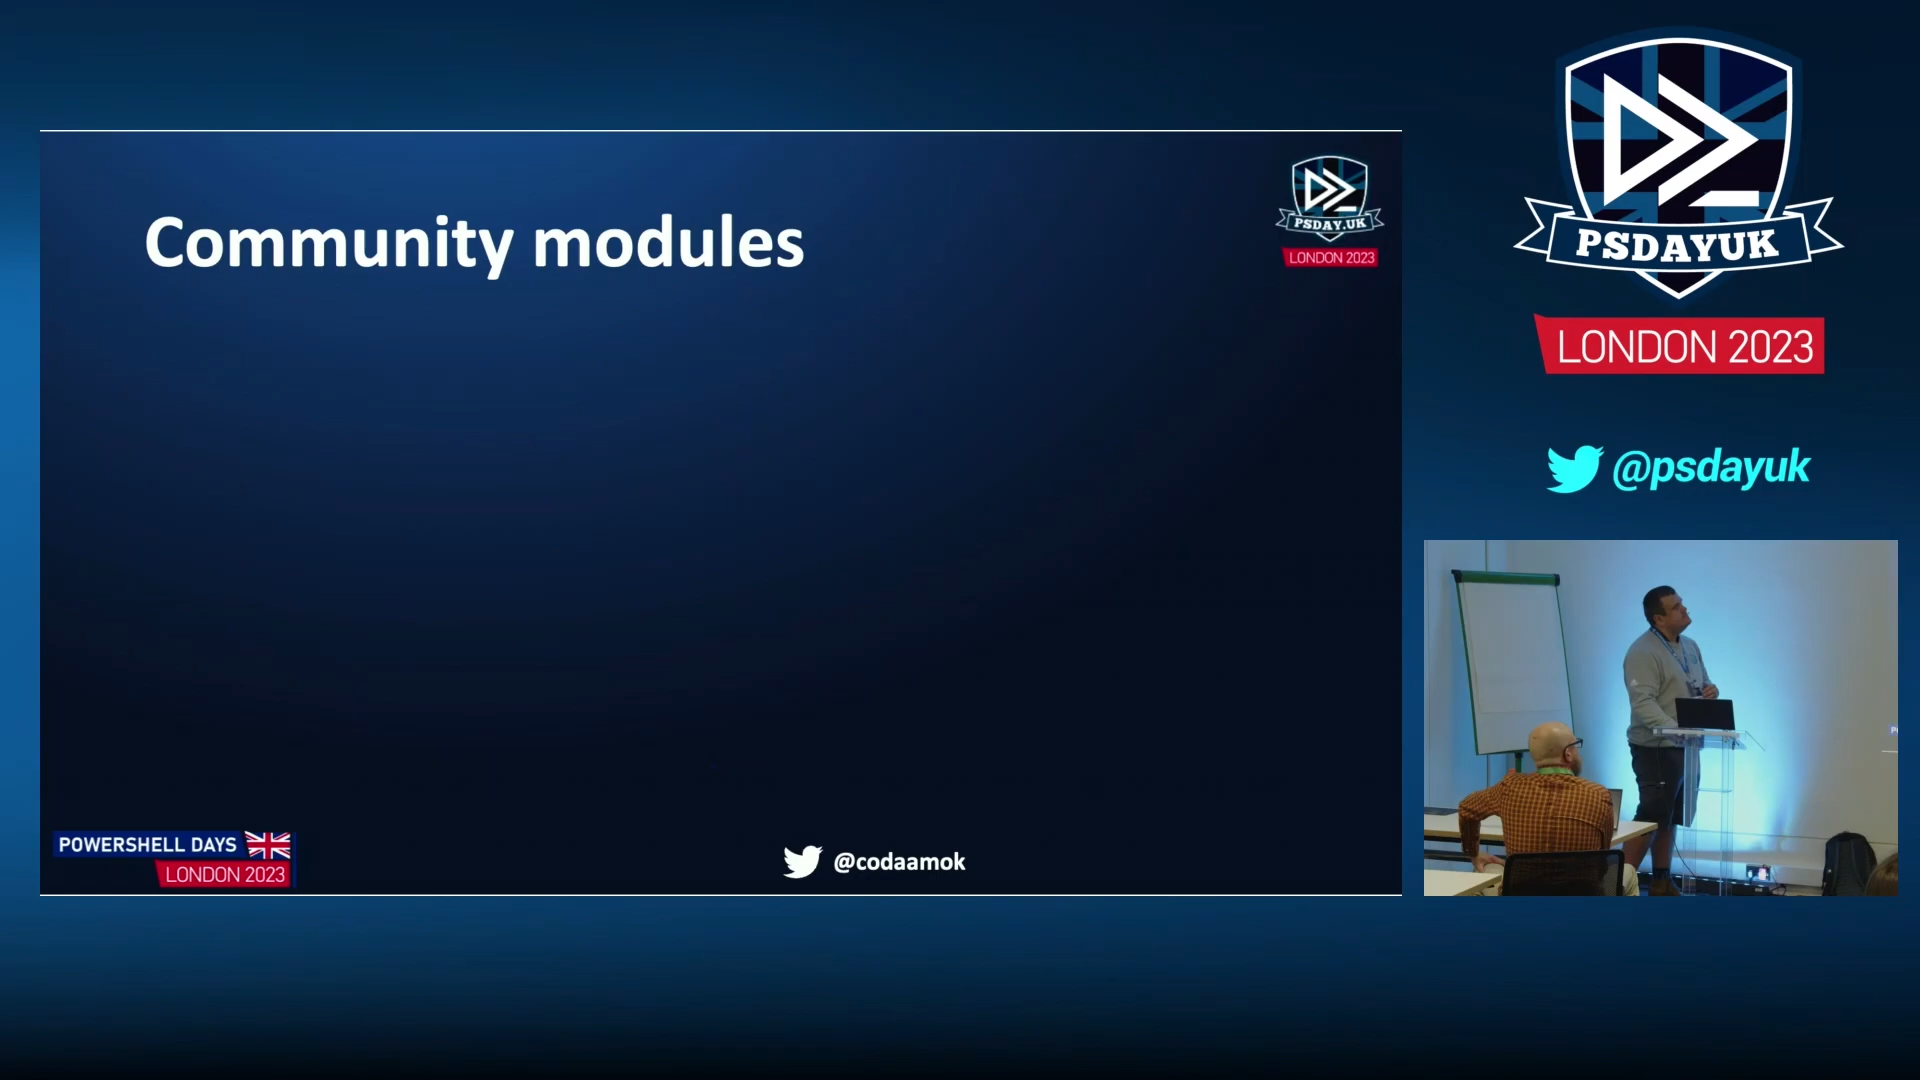 Community modules
PSDAY.UK
LONDON 2023
POWERSHELL DAYS
LONDON 2023
@codaamok
PSDAYUK
LONDON 2023
@psdayuk